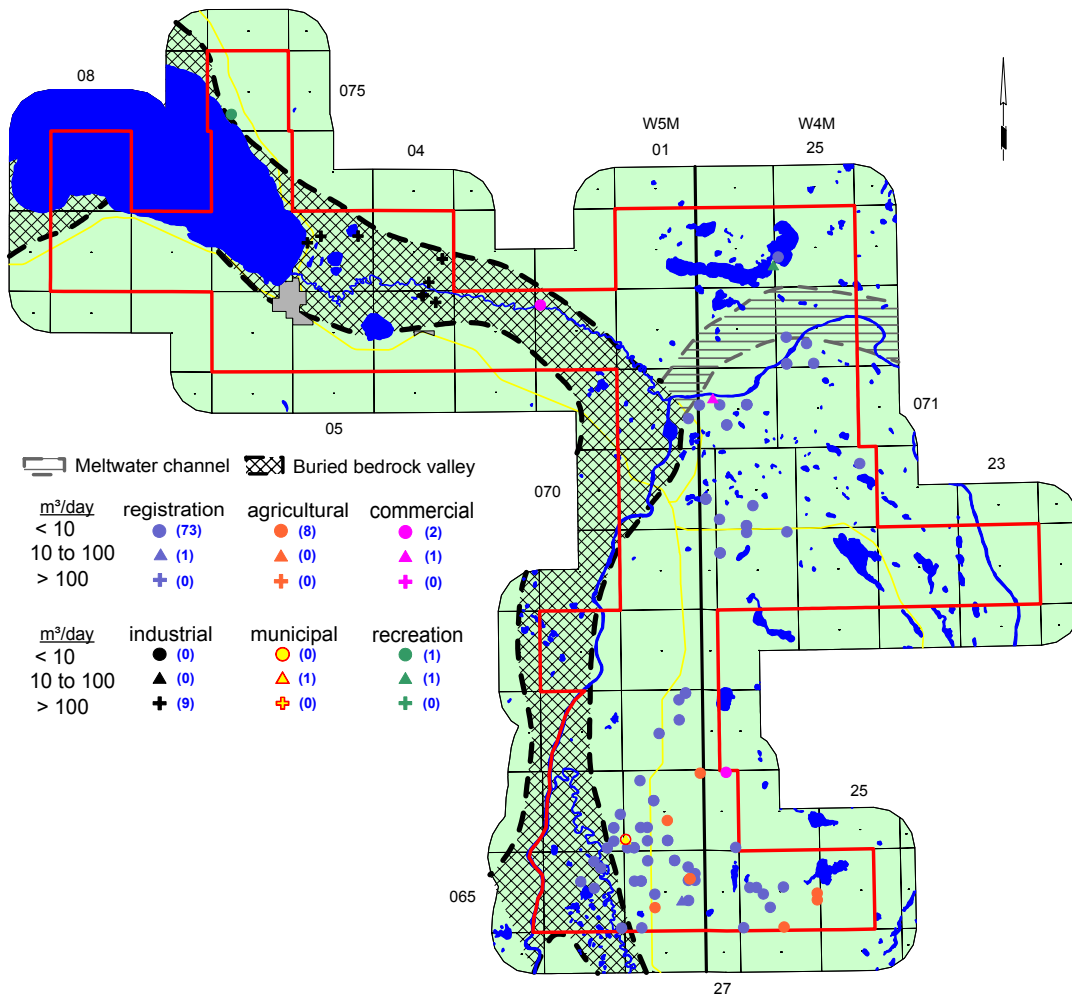 08
075
04
W5M W4M
01 25
071
23
05
070
Meltwater channel Buried bedrock valley
m³/day registration agricultural commercial
< 10 (73) (8) (2)
10 to 100 (1) (0) (1)
> 100 (0) (0) (0)
m³/day industrial municipal recreation
< 10 (0) (0) (1)
10 to 100 (0) (1) (1)
> 100 (9) (0) (0)
25
065
27